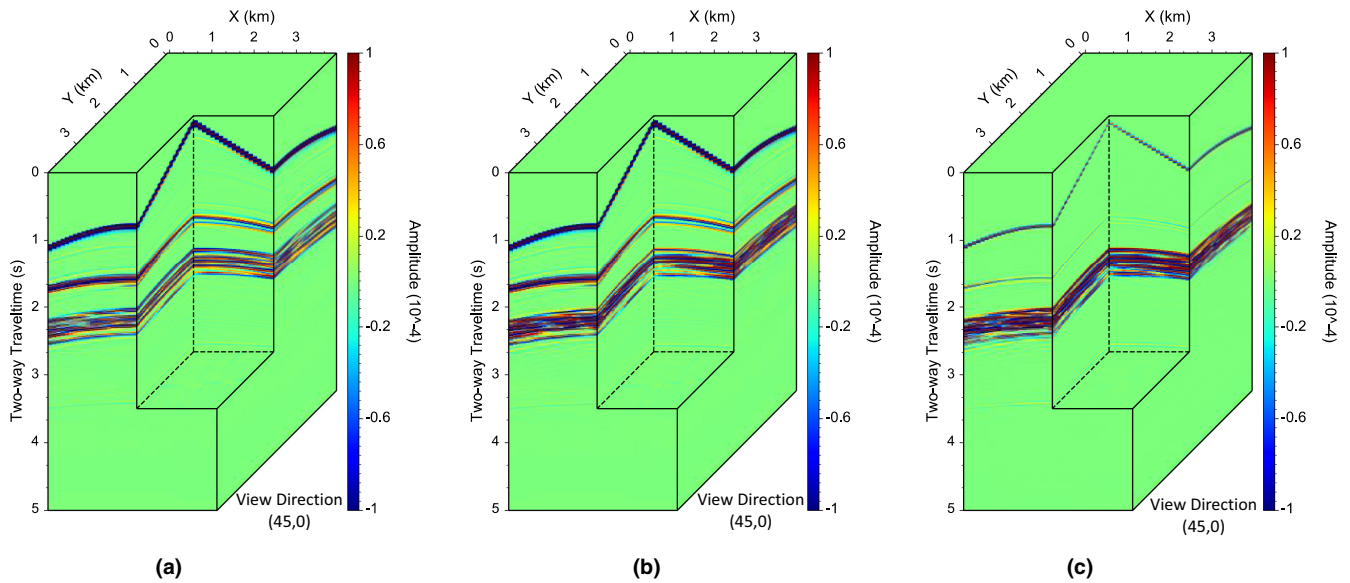 X (km)
0 1 2 3
Y (km)
0 1 2 3
Two-way Traveltime (s)
0
1
2
3
4
5
Amplitude (10^-4)
1
0.6
0.2
-0.2
-0.6
-1
View Direction
(45,0)
(a)
X (km)
0 1 2 3
Y (km)
0 1 2 3
Two-way Traveltime (s)
0
1
2
3
4
5
Amplitude (10^-4)
1
0.6
0.2
-0.2
-0.6
-1
View Direction
(45,0)
(b)
X (km)
0 1 2 3
Y (km)
0 1 2 3
Two-way Traveltime (s)
0
1
2
3
4
5
Amplitude (10^-4)
1
0.6
0.2
-0.2
-0.6
-1
View Direction
(45,0)
(c)